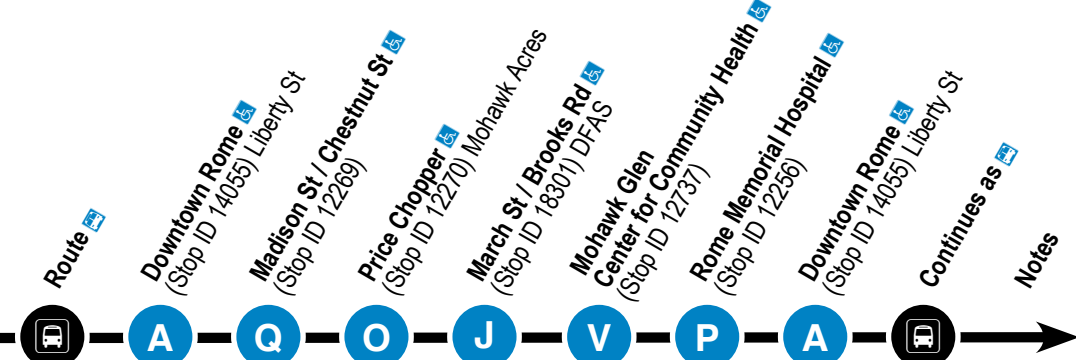 Route
Downtown Rome
(Stop ID 14055) Liberty St
Madison St / Chestnut St
(Stop ID 12269)
Price Chopper
(Stop ID 12270) Mohawk Acres
March St / Brooks Rd
(Stop ID 18301) DFAS
Mohawk Glen
Center for Community Health
(Stop ID 12737)
Rome Memorial Hospital
(Stop ID 12256)
Downtown Rome
(Stop ID 14055) Liberty St
Continues as
Notes
A Q O J V P A